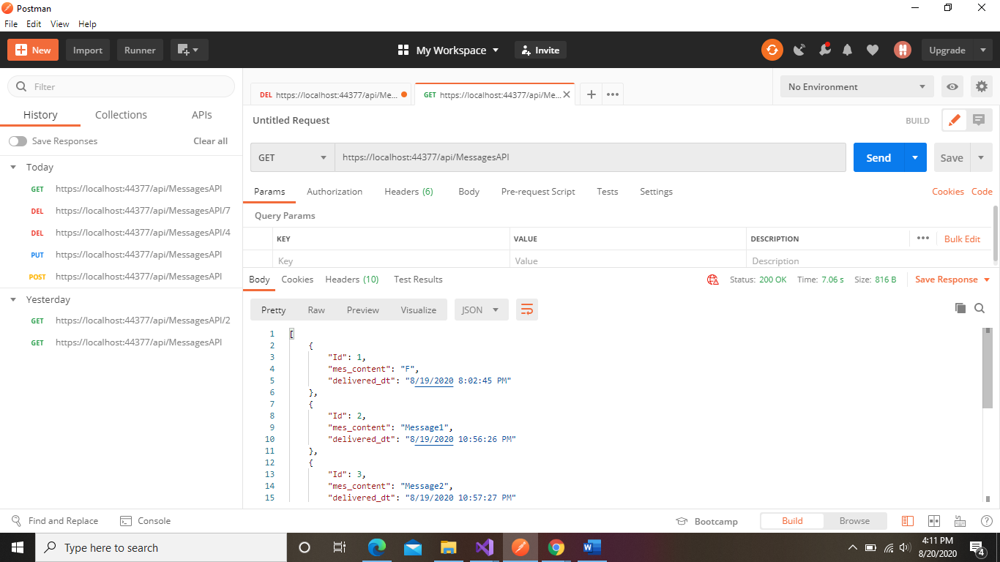 Postman
File Edit View Help
New Import Runner My Workspace Invite Upgrade
Filter
History Collections APIs
Save Responses Clear all
Today
GET https://localhost:44377/api/MessagesAPI
DEL https://localhost:44377/api/MessagesAPI/7
DEL https://localhost:44377/api/MessagesAPI/4
PUT https://localhost:44377/api/MessagesAPI
POST https://localhost:44377/api/MessagesAPI
Yesterday
GET https://localhost:44377/api/MessagesAPI/2
GET https://localhost:44377/api/MessagesAPI
DEL https://localhost:44377/api/Me... GET https://localhost:44377/api/Me... No Environment
Untitled Request BUILD
GET https://localhost:44377/api/MessagesAPI Send Save
Params Authorization Headers (6) Body Pre-request Script Tests Settings Cookies Code
Query Params
KEY VALUE DESCRIPTION Bulk Edit
Key Value Description
Body Cookies Headers (10) Test Results Status: 200 OK Time: 7.06 s Size: 816 B Save Response
Pretty Raw Preview Visualize JSON
1 [
2 {
3 "Id": 1,
4 "mes_content": "F",
5 "delivered_dt": "8/19/2020 8:02:45 PM"
6 },
7 {
8 "Id": 2,
9 "mes_content": "Message1",
10 "delivered_dt": "8/19/2020 10:56:26 PM"
11 },
12 {
13 "Id": 3,
14 "mes_content": "Message2",
15 "delivered_dt": "8/19/2020 10:57:27 PM"
Find and Replace Console Bootcamp Build Browse
Type here to search
4:11 PM
8/20/2020
4